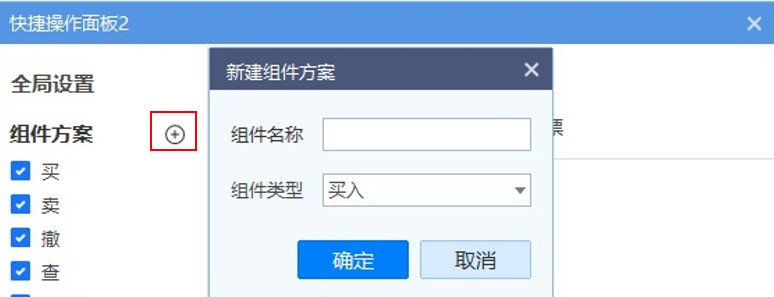 快捷操作面板2
全局设置
组件方案
买
卖
撤
查
新建组件方案
组件名称
组件类型 买入
确定 取消
票